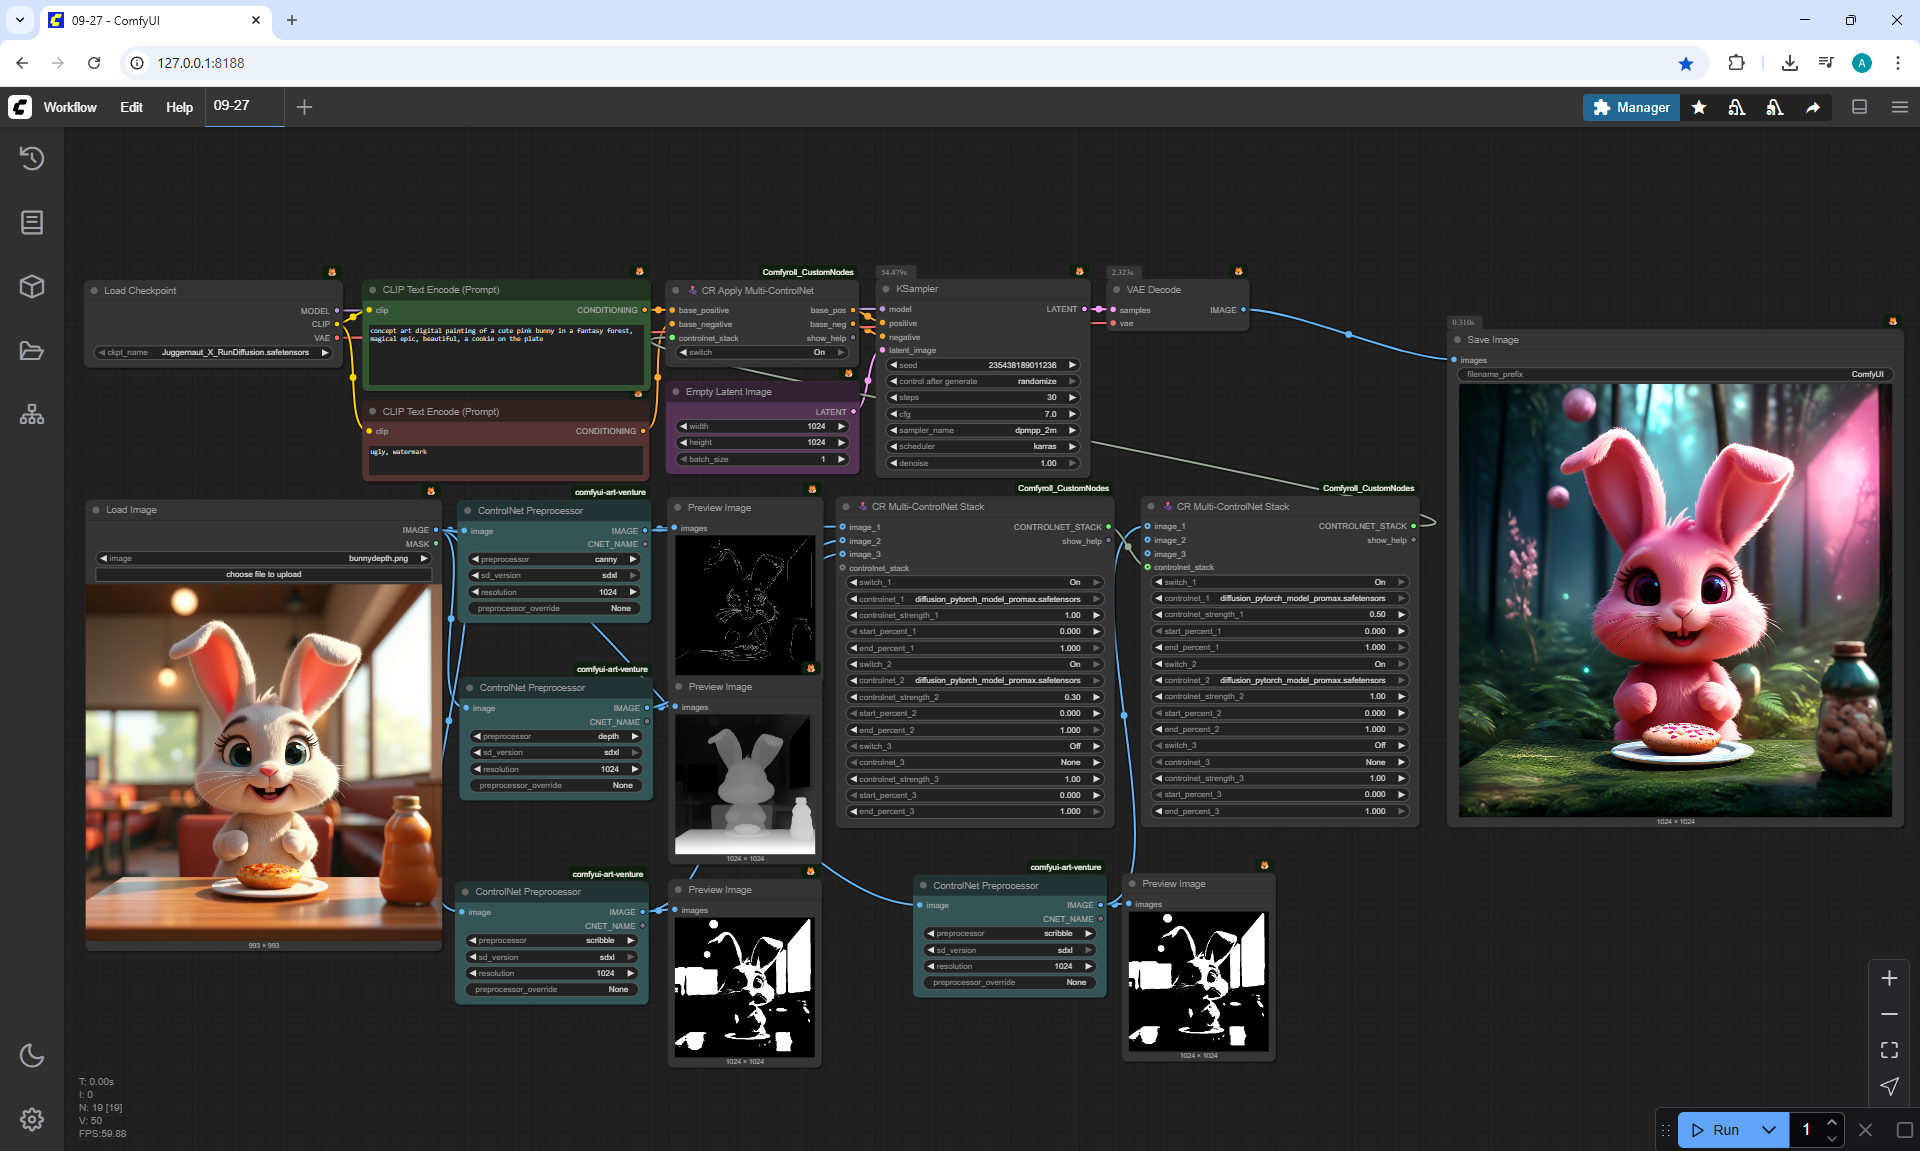 09-27 - ComfyUI
127.0.0.1:8188
Workflow
Edit
Help
09-27
Manager
Load Checkpoint
MODEL
CLIP
VAE
ckpt_name Juggernaut_X_RunDiffusion.safetensors
CLIP Text Encode (Prompt)
clip CONDITIONING
concept art digital painting of a cute pink bunny in a fantasy forest,
magical epic, beautiful, a cookie on the plate
CLIP Text Encode (Prompt)
clip CONDITIONING
ugly, watermark
Comfyroll_CustomNodes
CR Apply Multi-ControlNet
base_positive base_pos
base_negative base_neg
controlnet_stack show_help
switch On
Empty Latent Image
LATENT
width 1024
height 1024
batch_size 1
54.479s
KSampler
model LATENT
positive
negative
latent_image
seed 235438189011236
control after generate randomize
steps 30
cfg 7.0
sampler_name dpmpp_2m
scheduler karras
denoise 1.00
2.323s
VAE Decode
samples IMAGE
vae
0.310s
Save Image
images
filename_prefix ComfyUI
1024 × 1024
Load Image
IMAGE
MASK
image bunnydepth.png
choose file to upload
993 × 993
comfyui-art-venture
ControlNet Preprocessor
image IMAGE
CNET_NAME
preprocessor canny
sd_version sdxl
resolution 1024
preprocessor_override None
comfyui-art-venture
ControlNet Preprocessor
image IMAGE
CNET_NAME
preprocessor depth
sd_version sdxl
resolution 1024
preprocessor_override None
comfyui-art-venture
ControlNet Preprocessor
image IMAGE
CNET_NAME
preprocessor scribble
sd_version sdxl
resolution 1024
preprocessor_override None
Preview Image
images
Preview Image
images
1024 × 1024
Preview Image
images
1024 × 1024
Comfyroll_CustomNodes
CR Multi-ControlNet Stack
image_1 CONTROLNET_STACK
image_2 show_help
image_3
controlnet_stack
switch_1 On
controlnet_1 diffusion_pytorch_model_promax.safetensors
controlnet_strength_1 1.00
start_percent_1 0.000
end_percent_1 1.000
switch_2 On
controlnet_2 diffusion_pytorch_model_promax.safetensors
controlnet_strength_2 0.30
start_percent_2 0.000
end_percent_2 1.000
switch_3 Off
controlnet_3 None
controlnet_strength_3 1.00
start_percent_3 0.000
end_percent_3 1.000
Comfyroll_CustomNodes
CR Multi-ControlNet Stack
image_1 CONTROLNET_STACK
image_2 show_help
image_3
controlnet_stack
switch_1 On
controlnet_1 diffusion_pytorch_model_promax.safetensors
controlnet_strength_1 0.50
start_percent_1 0.000
end_percent_1 1.000
switch_2 On
controlnet_2 diffusion_pytorch_model_promax.safetensors
controlnet_strength_2 1.00
start_percent_2 0.000
end_percent_2 1.000
switch_3 Off
controlnet_3 None
controlnet_strength_3 1.00
start_percent_3 0.000
end_percent_3 1.000
comfyui-art-venture
ControlNet Preprocessor
image IMAGE
CNET_NAME
preprocessor scribble
sd_version sdxl
resolution 1024
preprocessor_override None
Preview Image
images
1024 × 1024
T: 0.00s
I: 0
N: 19 [19]
V: 50
FPS:59.88
Run
1
A